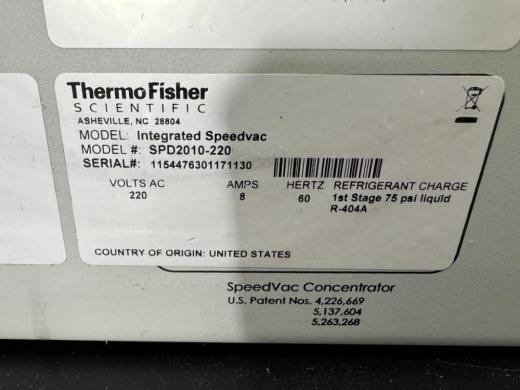 ThermoFisher
SCIENTIFIC
ASHEVILLE, NC 28804
MODEL: Integrated Speedvac
MODEL #: SPD2010-220
SERIAL#: 1154476301171130
VOLTS AC AMPS HERTZ REFRIGERANT CHARGE
220 8 60 1st Stage 75 psi liquid
R-404A
COUNTRY OF ORIGIN: UNITED STATES
SpeedVac Concentrator
U.S. Patent Nos. 4,226,669
5,137,604
5,263,268